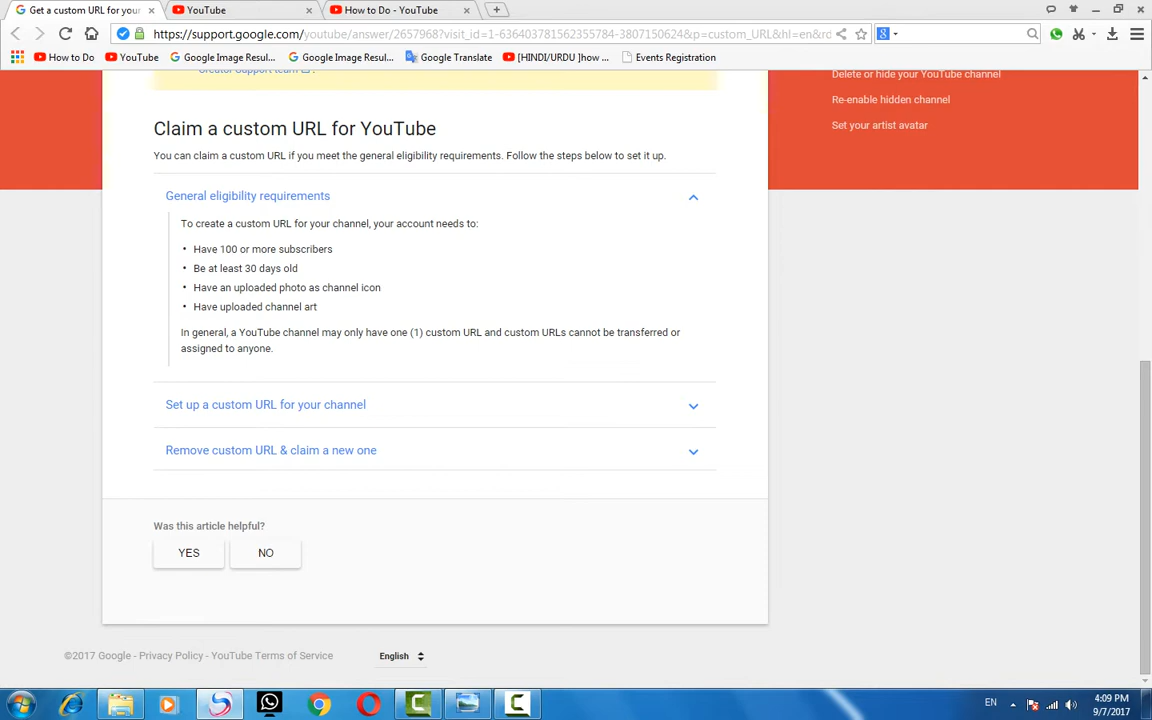 Get a custom URL for your
YouTube
How to Do - YouTube
https://support.google.com/youtube/answer/2657968?visit_id=1-636403781562355784-3807150624&p=custom_URL&hl=en&rd
How to Do
YouTube
Google Image Resul...
Google Image Resul...
Google Translate
[HINDI/URDU ]how ...
Events Registration
Creator Support team
Delete or hide your YouTube channel
Re-enable hidden channel
Set your artist avatar
Claim a custom URL for YouTube
You can claim a custom URL if you meet the general eligibility requirements. Follow the steps below to set it up.
General eligibility requirements
To create a custom URL for your channel, your account needs to:
• Have 100 or more subscribers
• Be at least 30 days old
• Have an uploaded photo as channel icon
• Have uploaded channel art
In general, a YouTube channel may only have one (1) custom URL and custom URLs cannot be transferred or
assigned to anyone.
Set up a custom URL for your channel
Remove custom URL & claim a new one
Was this article helpful?
YES
NO
©2017 Google - Privacy Policy - YouTube Terms of Service
English
EN
4:09 PM
9/7/2017